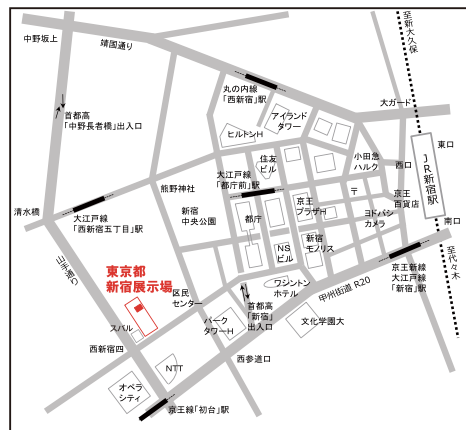 中野坂上
靖国通り
至新大久保
丸の内線
「西新宿」駅
大ガード
首都高
「中野長者橋」出入口
アイランド
タワー
ヒルトンH
小田急
ハルク
東口
西口
JR新宿駅
住友
ビル
大江戸線
「都庁前」駅
熊野神社
〒
京王
百貨店
清水橋
大江戸線
「西新宿五丁目」駅
新宿
中央公園
都庁
京王
プラザH
ヨドバシ
カメラ
南口
山手通り
NS
ビル
新宿
モノリス
至代々木
東京都
新宿展示場
区民
センター
ワシントン
ホテル
京王新線
大江戸線
「新宿」駅
甲州街道 R20
首都高
「新宿」
出入口
スバル
パーク
タワーH
文化学園大
西新宿四
西参道口
NTT
オペラ
シティ
京王線「初台」駅